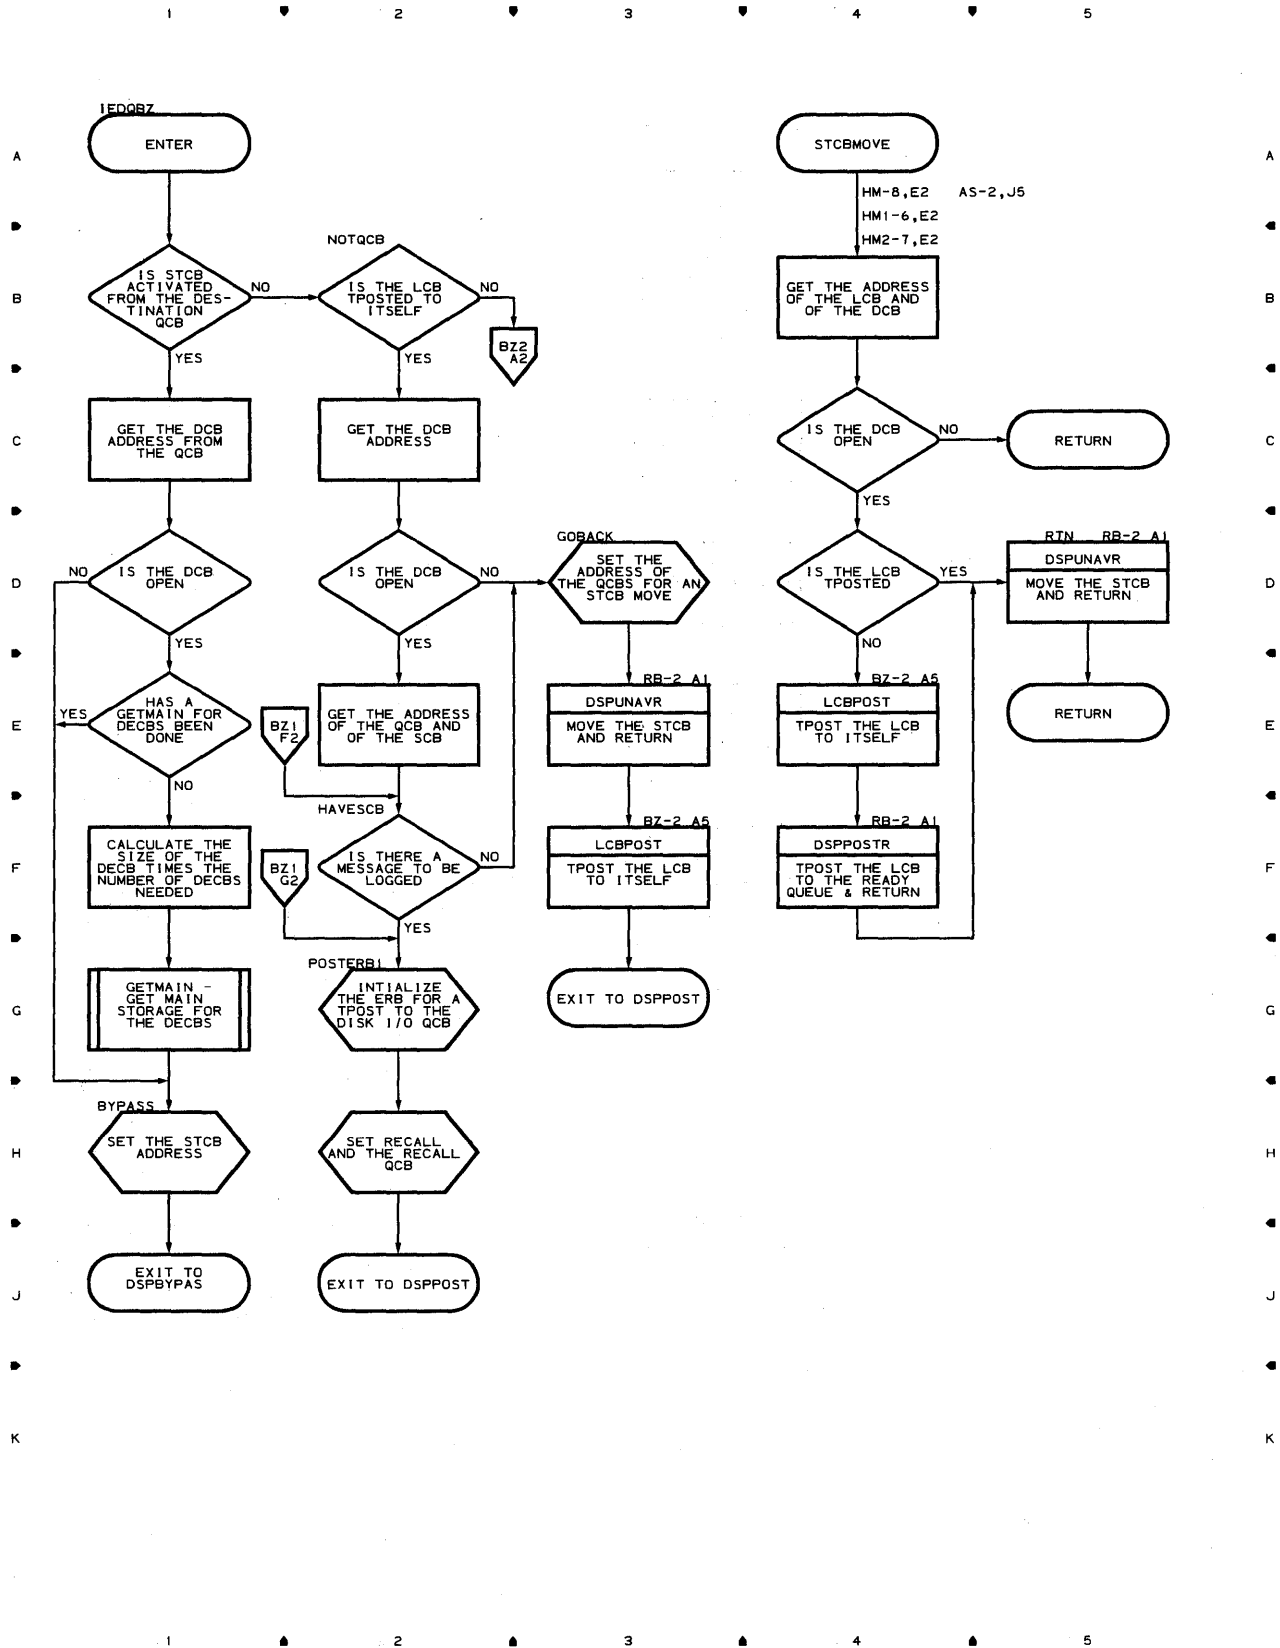 1 2 3 4 5
IEDQBZ
ENTER
STCBMOVE
A A
HM-8,E2 AS-2,J5
HM1-6,E2
HM2-7,E2
NOTQCB
IS STCB
ACTIVATED
FROM THE DES-
TINATION
QCB
NO
YES
IS THE LCB
TPOSTED TO
ITSELF
NO
YES
BZ2
A2
GET THE ADDRESS
OF THE LCB AND
OF THE DCB
B B
GET THE DCB
ADDRESS FROM
THE QCB
GET THE DCB
ADDRESS
IS THE DCB
OPEN
NO
YES
RETURN
C C
IS THE DCB
OPEN
NO
YES
IS THE DCB
OPEN
NO
YES
GOBACK
SET THE
ADDRESS OF
THE QCBS FOR AN
STCB MOVE
IS THE LCB
TPOSTED
YES
NO
RTN RB-2 A1
DSPUNAVR
MOVE THE STCB
AND RETURN
D D
HAS A
GETMAIN FOR
DECBS BEEN
DONE
YES
NO
BZ1
F2
GET THE ADDRESS
OF THE QCB AND
OF THE SCB
RB-2 A1
DSPUNAVR
MOVE THE STCB
AND RETURN
BZ-2 A5
LCBPOST
TPOST THE LCB
TO ITSELF
RETURN
E E
HAVESCB
CALCULATE THE
SIZE OF THE
DECB TIMES THE
NUMBER OF DECBS
NEEDED
BZ1
G2
IS THERE A
MESSAGE TO BE
LOGGED
NO
YES
BZ-2 A5
LCBPOST
TPOST THE LCB
TO ITSELF
RB-2 A1
DSPPOSTR
TPOST THE LCB
TO THE READY
QUEUE & RETURN
F F
GETMAIN -
GET MAIN
STORAGE FOR
THE DECBS
POSTERB1
INTIALIZE
THE ERB FOR A
TPOST TO THE
DISK I/O QCB
EXIT TO DSPPOST
G G
BYPASS
SET THE STCB
ADDRESS
SET RECALL
AND THE RECALL
QCB
H H
EXIT TO
DSPBYPAS
EXIT TO DSPPOST
J J
K K
1 2 3 4 5